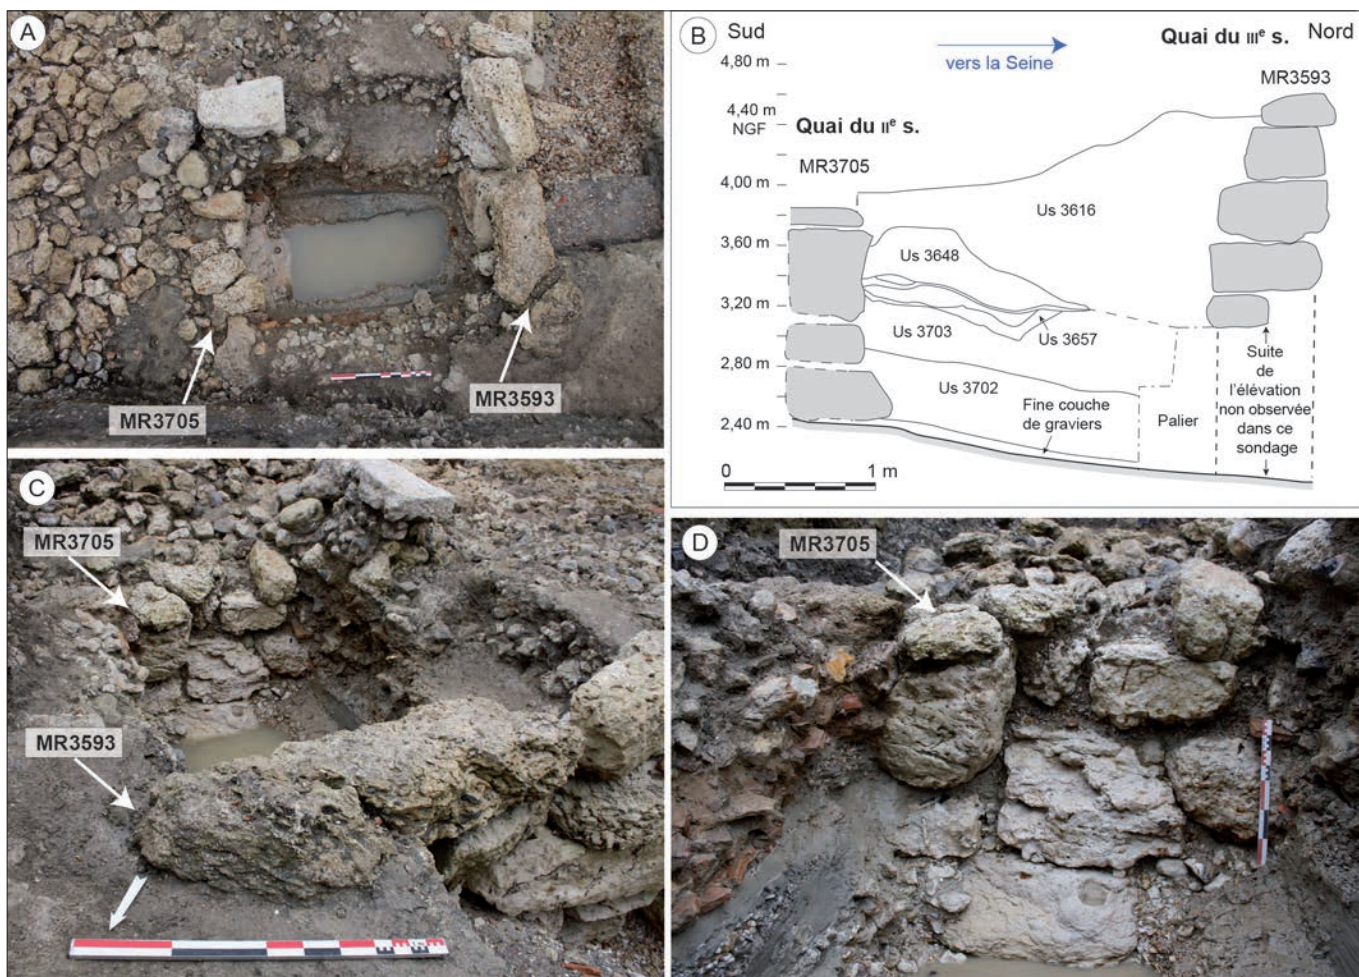 A
MR3705
MR3593
B
Sud
vers la Seine
Quai du IIIe s.
Nord
4,80 m
MR3593
4,40 m
NGF
Quai du IIe s.
MR3705
4,00 m
Us 3616
3,60 m
Us 3648
3,20 m
Us 3703
Us 3657
2,80 m
Us 3702
2,40 m
Fine couche
de graviers
Palier
Suite
de
l'élévation
non observée
dans ce
sondage
0
1 m
C
MR3705
MR3593
D
MR3705